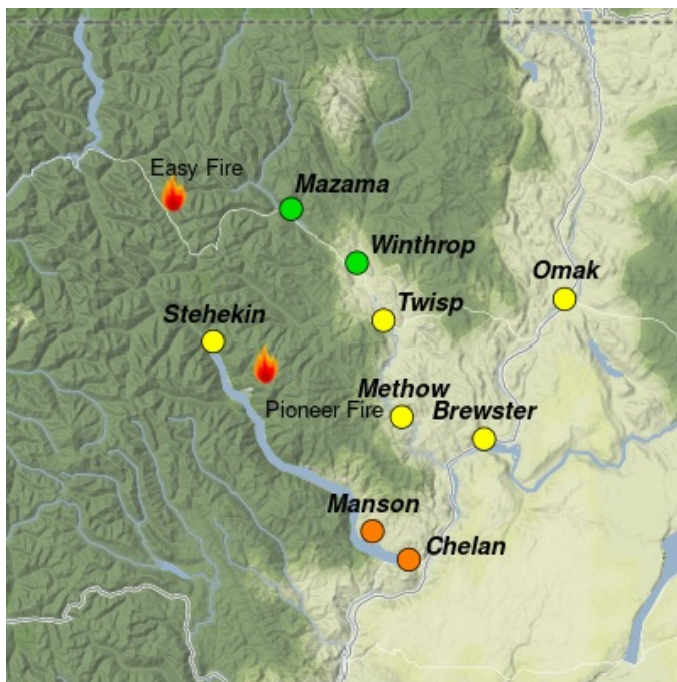 Easy Fire
Mazama
Winthrop
Omak
Twisp
Stehekin
Methow
Pioneer Fire
Brewster
Manson
Chelan